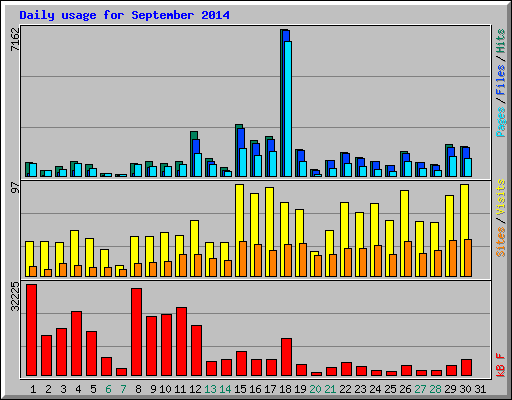 Daily usage for September 2014
7162
Pages / Files / Hits
97
Sites / Visits
32225
kB F
1 2 3 4 5 6 7 8 9 10 11 12 13 14 15 16 17 18 19 20 21 22 23 24 25 26 27 28 29 30 31